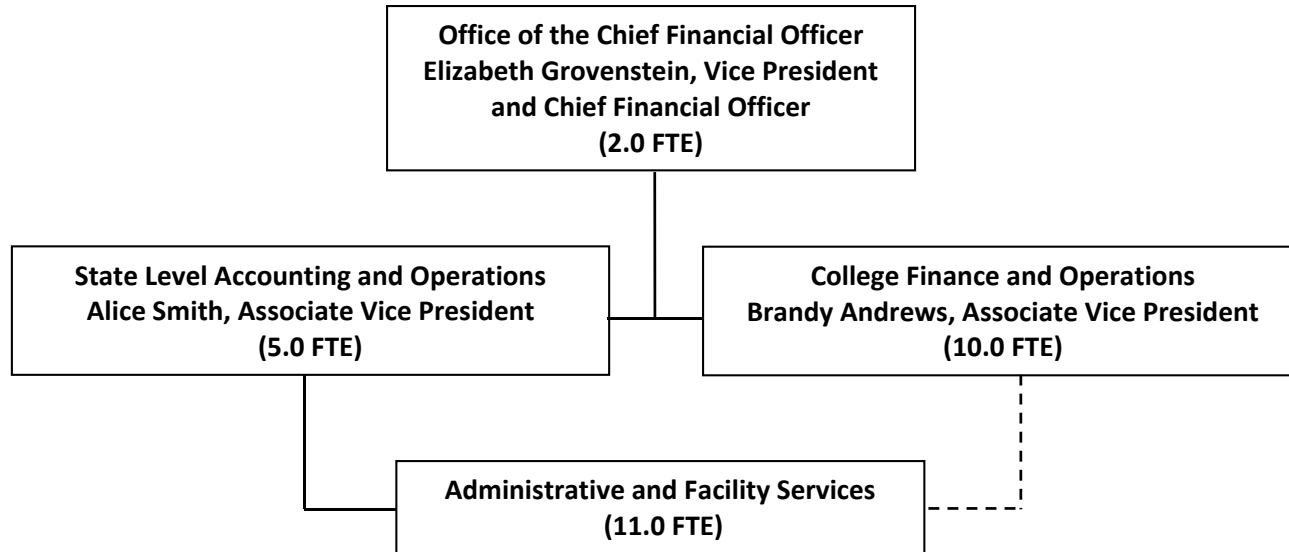 Office of the Chief Financial Officer
Elizabeth Grovenstein, Vice President
and Chief Financial Officer
(2.0 FTE)
State Level Accounting and Operations
Alice Smith, Associate Vice President
(5.0 FTE)
College Finance and Operations
Brandy Andrews, Associate Vice President
(10.0 FTE)
Administrative and Facility Services
(11.0 FTE)